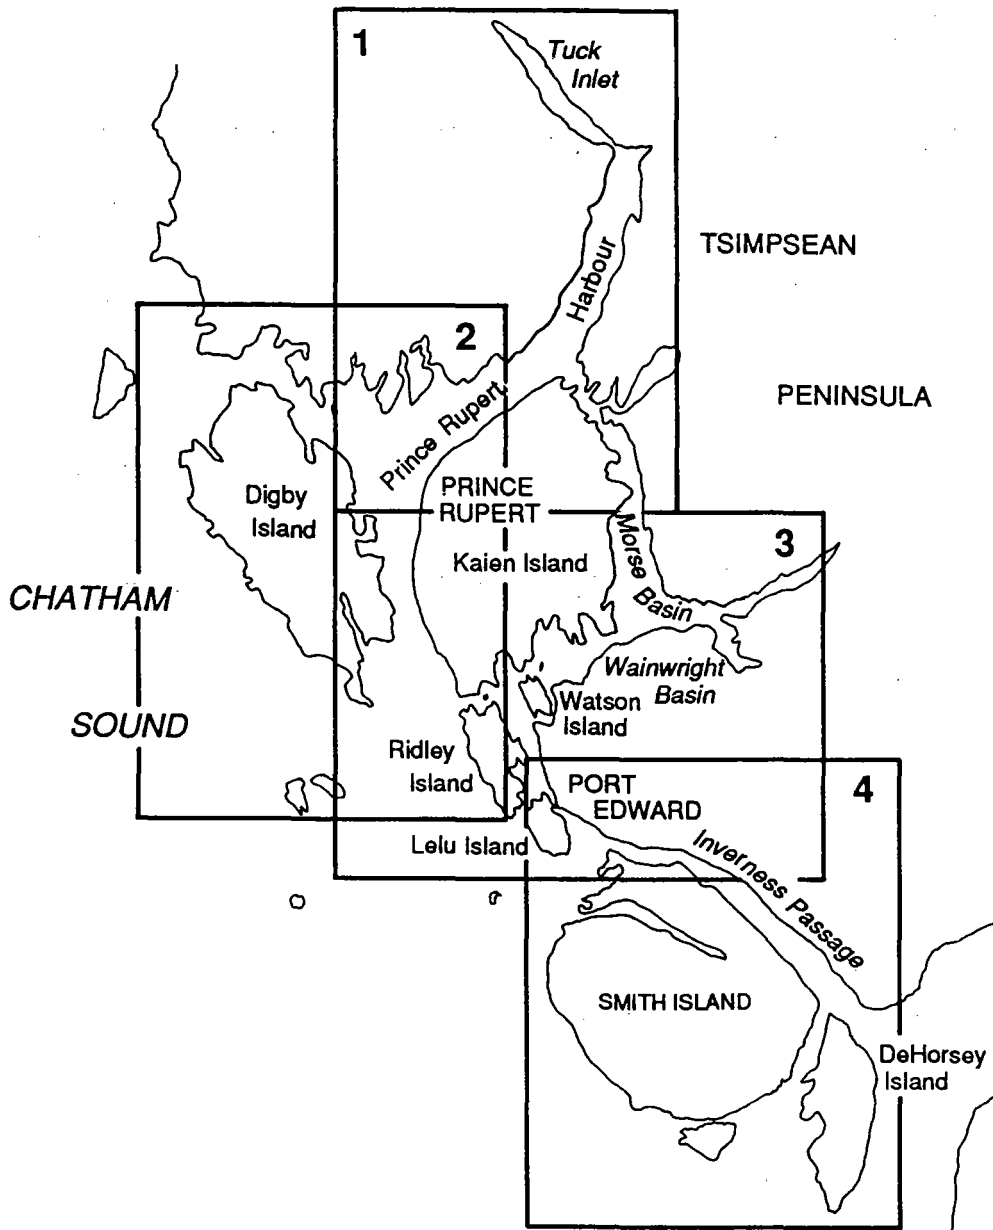 1
Tuck
Inlet
TSIMPSEAN
Harbour
2
PENINSULA
Prince Rupert
Digby
Island
PRINCE
RUPERT
3
Morse
Basin
Kaien Island
CHATHAM
SOUND
Wainwright
Basin
Watson
Island
Ridley
Island
PORT
EDWARD
4
Lelu Island
Inverness Passage
SMITH ISLAND
DeHorsey
Island